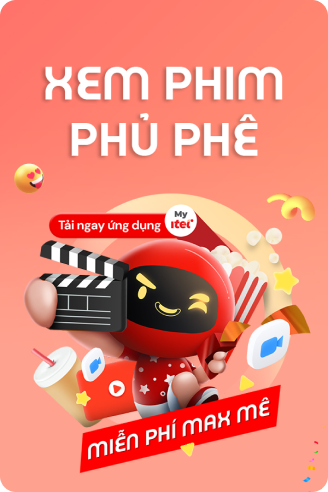 XEM PHIM
PHỦ PHÊ
Tải ngay ứng dụng
My
itel
MIỄN PHÍ MAX MÊ